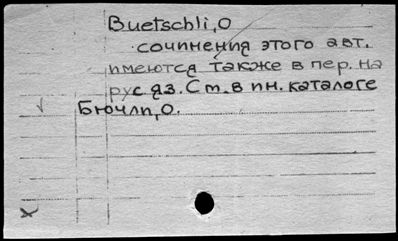 Buetschli, O
сочинения этого авт.
имеются также в пер. на
рус яз. См. в ин. каталоге
Бючли, О.